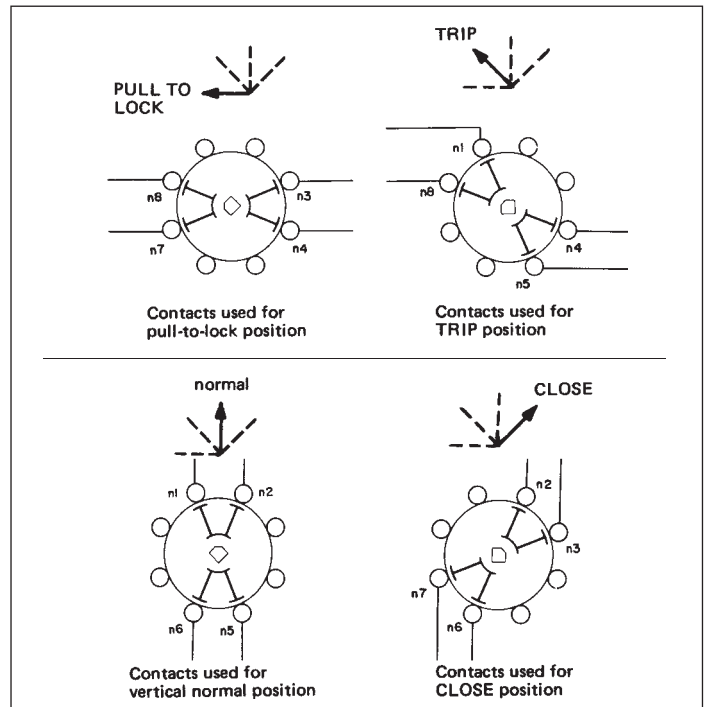 PULL TO
LOCK
n8
n3
n7
n4
Contacts used for
pull-to-lock position
TRIP
n1
n8
n4
n5
Contacts used for
TRIP position
normal
n1
n2
n6
n5
Contacts used for
vertical normal position
CLOSE
n2
n3
n7
n6
Contacts used for
CLOSE position